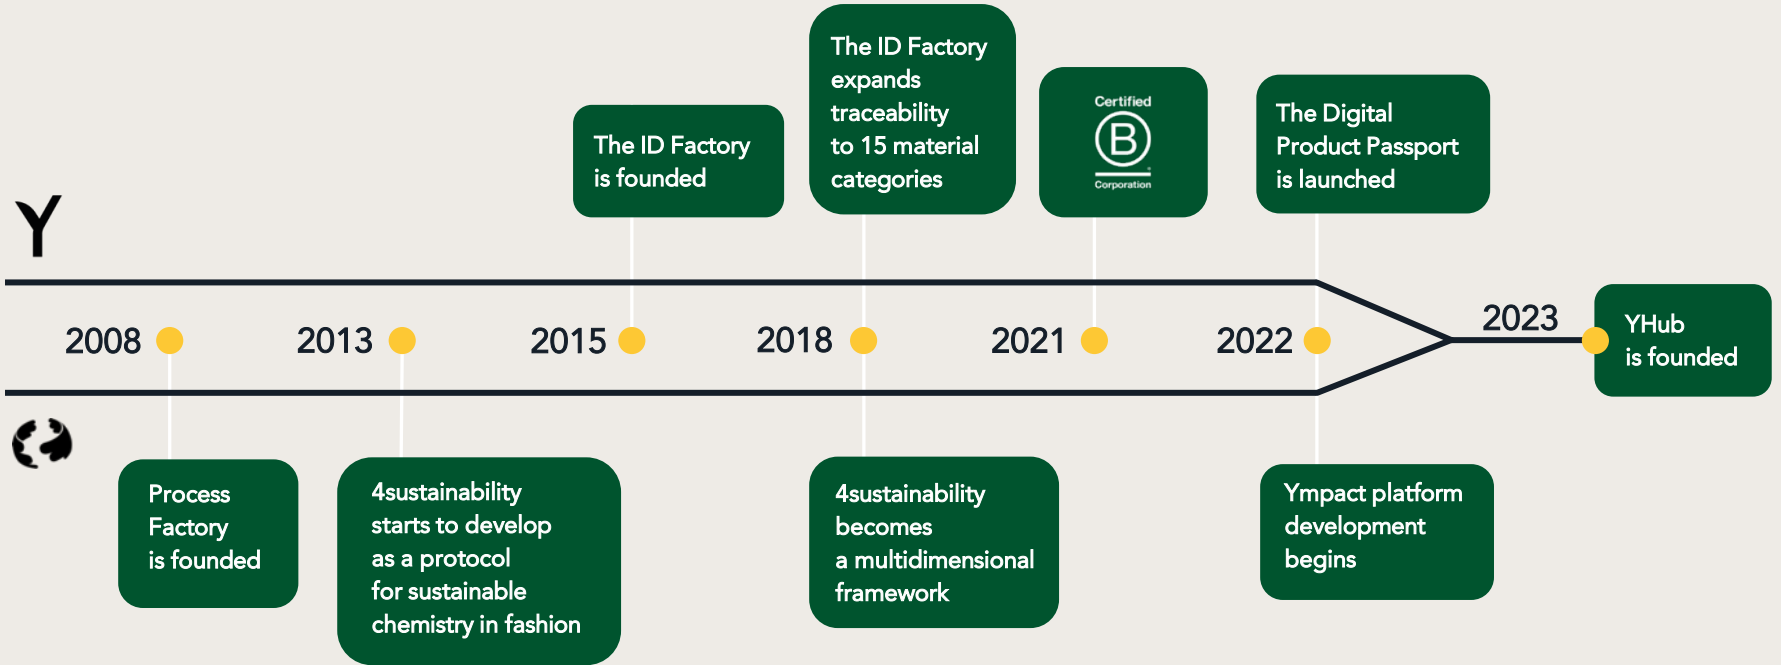 The ID Factory
is founded
The ID Factory
expands
traceability
to 15 material
categories
Certified
B
Corporation
The Digital
Product Passport
is launched
Y
2008
2013
2015
2018
2021
2022
2023
YHub
is founded
Process
Factory
is founded
4sustainability
starts to develop
as a protocol
for sustainable
chemistry in fashion
4sustainability
becomes
a multidimensional
framework
Ympact platform
development
begins